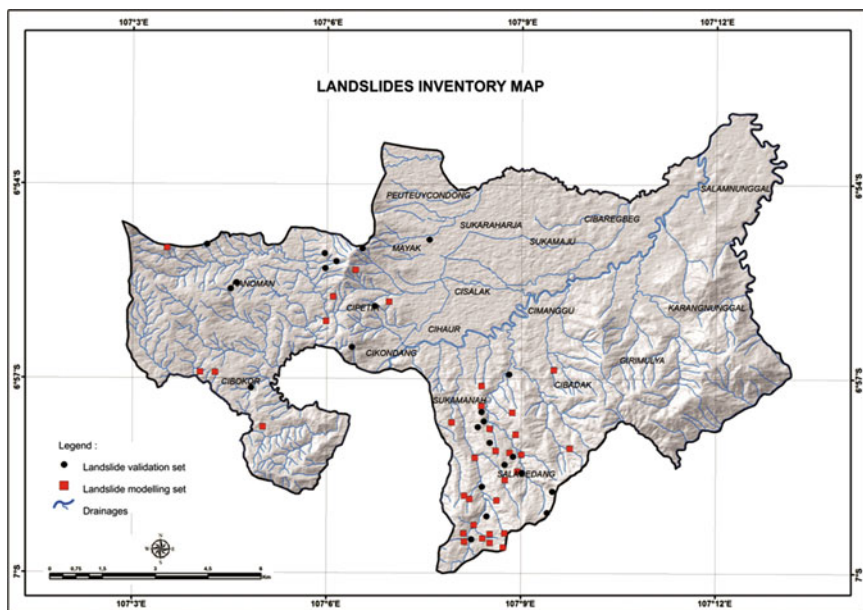 107°3'E 107°6'E 107°9'E 107°12'E
LANDSLIDES INVENTORY MAP
6°54'S 6°54'S
SALAMNUNGGAL
PEUTEUYCONDONG
CIBAREGBEG
SUKARAHARJA
SUKAMAJU
MAYAK
CISALAK
CIMANGGU
KARANGNUNGGAL
CIHAUR
CIKONDANG
GIRIMULYA
6°57'S 6°57'S
CIBOKOR
CIBADAK
SUKAMANAH
Legend :
Landslide validation set
Landslide modelling set
Drainages
0 0,75 1,5 3 4,5 6
Km
7°S 7°S
107°3'E 107°6'E 107°9'E 107°12'E